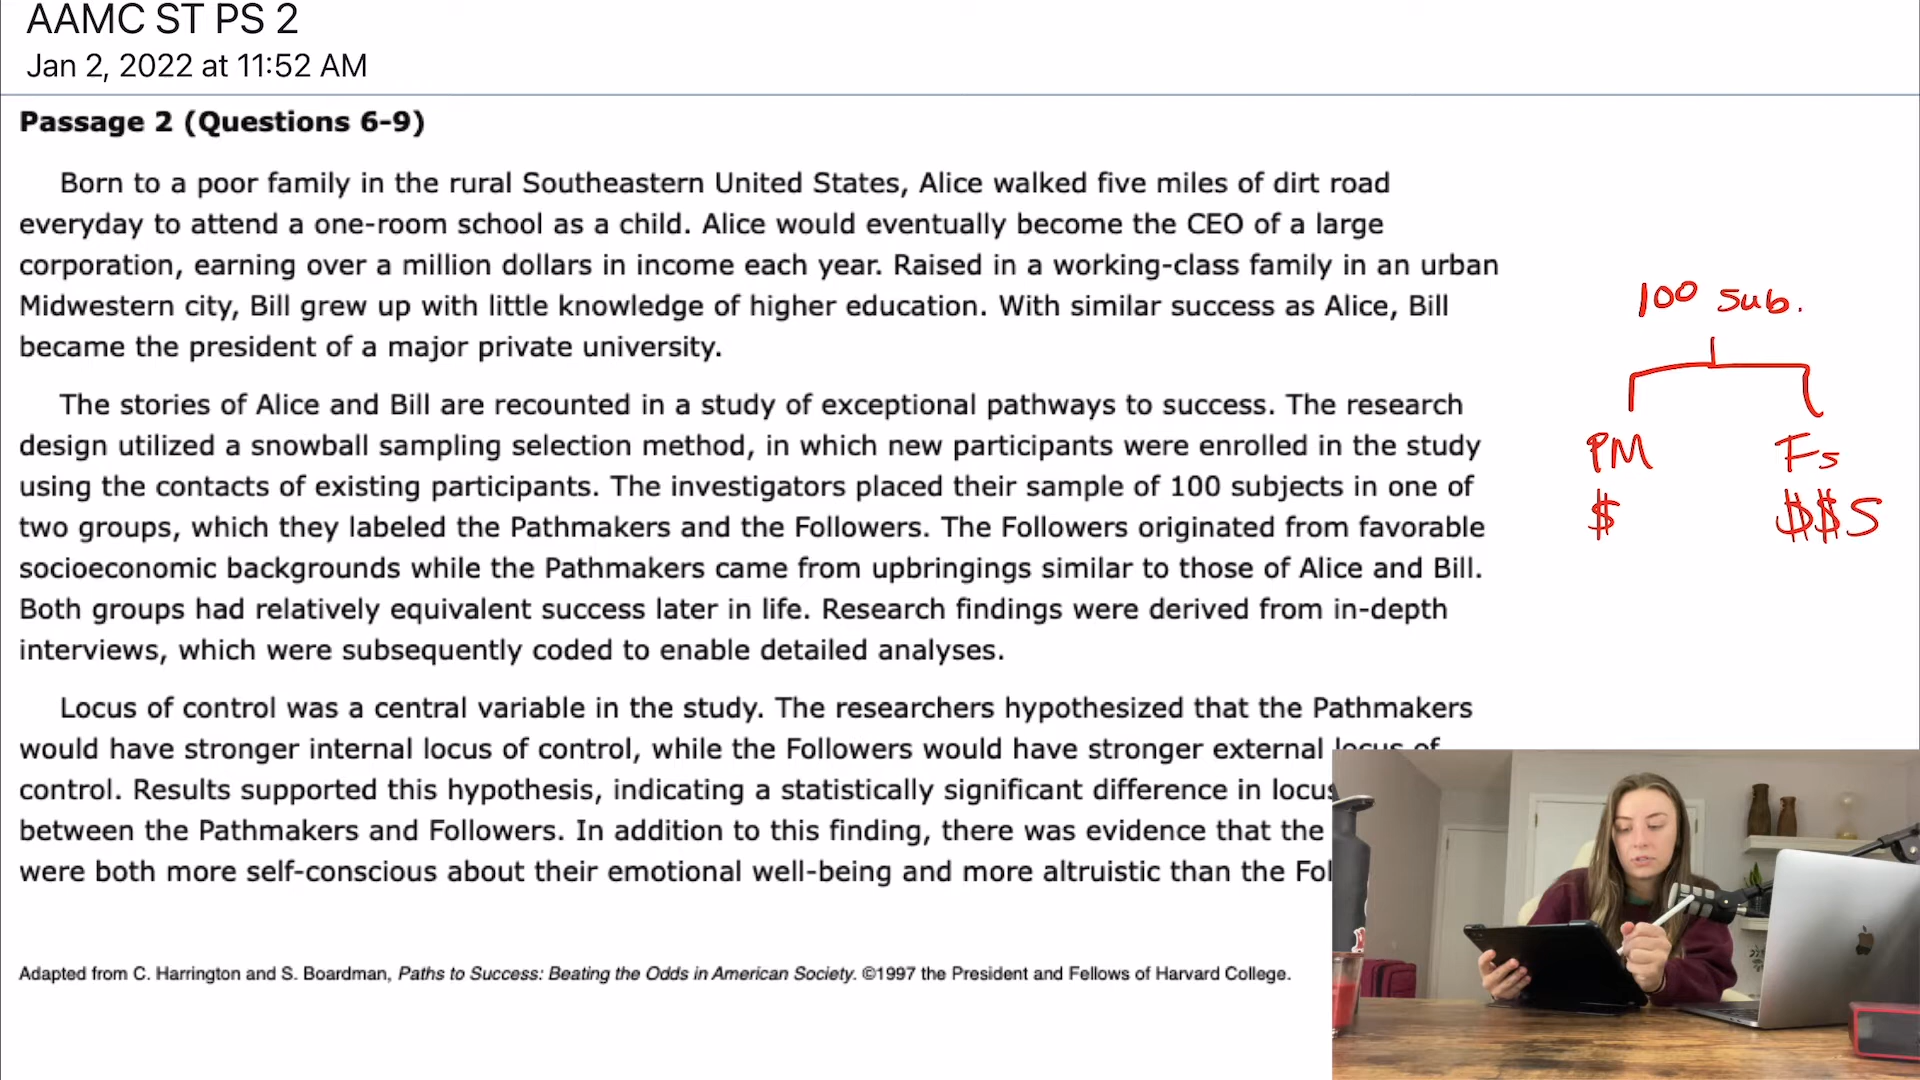 AAMC ST PS 2
Jan 2, 2022 at 11:52 AM
Passage 2 (Questions 6-9)
Born to a poor family in the rural Southeastern United States, Alice walked five miles of dirt road
everyday to attend a one-room school as a child. Alice would eventually become the CEO of a large
corporation, earning over a million dollars in income each year. Raised in a working-class family in an urban
Midwestern city, Bill grew up with little knowledge of higher education. With similar success as Alice, Bill
became the president of a major private university.
The stories of Alice and Bill are recounted in a study of exceptional pathways to success. The research
design utilized a snowball sampling selection method, in which new participants were enrolled in the study
using the contacts of existing participants. The investigators placed their sample of 100 subjects in one of
two groups, which they labeled the Pathmakers and the Followers. The Followers originated from favorable
socioeconomic backgrounds while the Pathmakers came from upbringings similar to those of Alice and Bill.
Both groups had relatively equivalent success later in life. Research findings were derived from in-depth
interviews, which were subsequently coded to enable detailed analyses.
Locus of control was a central variable in the study. The researchers hypothesized that the Pathmakers
would have stronger internal locus of control, while the Followers would have stronger external locus of
control. Results supported this hypothesis, indicating a statistically significant difference in locus
between the Pathmakers and Followers. In addition to this finding, there was evidence that the
were both more self-conscious about their emotional well-being and more altruistic than the Fol
Adapted from C. Harrington and S. Boardman, Paths to Success: Beating the Odds in American Society. ©1997 the President and Fellows of Harvard College.
100 sub.
PM Fs
$ $$S